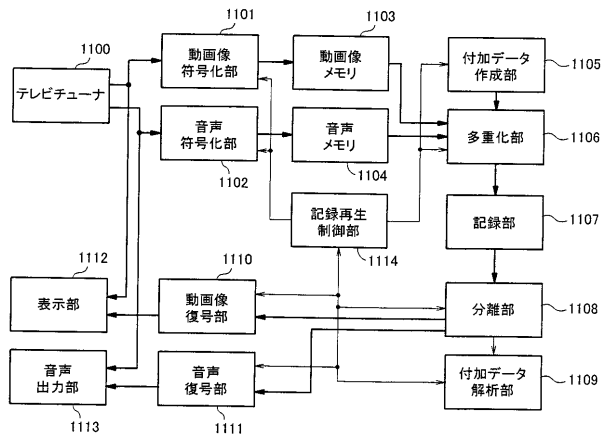 1101
1103
1100
動画像
符号化部
動画像
メモリ
付加データ
作成部
1105
テレビチューナ
音声
符号化部
音声
メモリ
多重化部
1106
1102
1104
記録再生
制御部
記録部
1107
1112
1110
1114
表示部
動画像
復号部
分離部
1108
音声
出力部
音声
復号部
付加データ
解析部
1109
1113
1111